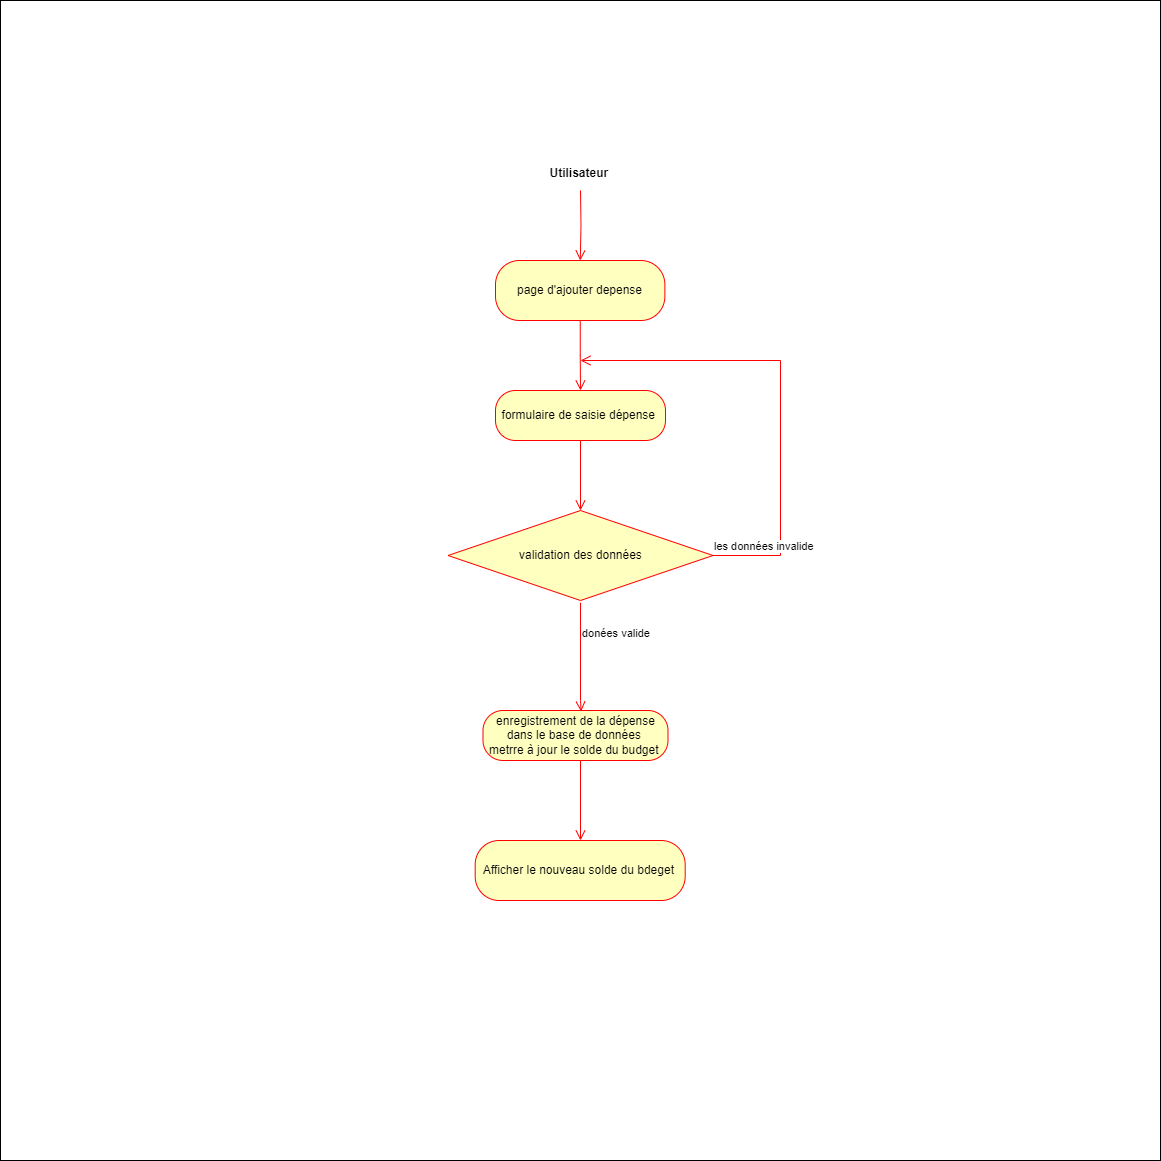 Utilisateur
page d'ajouter depense
formulaire de saisie dépense
validation des données
les données invalide
donées valide
enregistrement de la dépense
dans le base de données
metrre à jour le solde du budget
Afficher le nouveau solde du bdeget